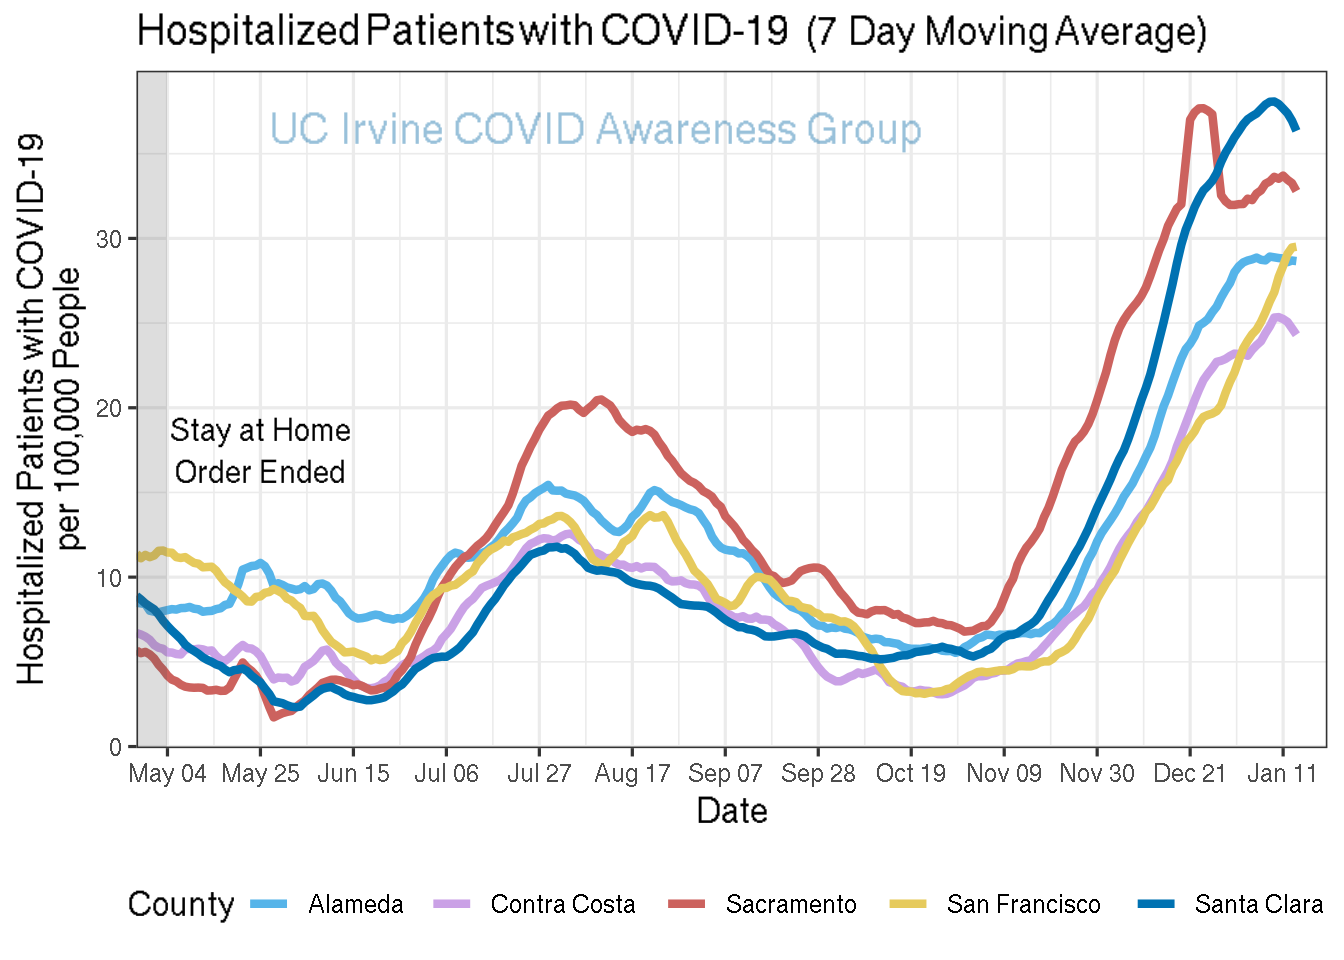 Hospitalized Patients with COVID-19 (7 Day Moving Average)
UC Irvine COVID Awareness Group
Hospitalized Patients with COVID-19
per 100,000 People
30
20
10
0
Stay at Home
Order Ended
May 04 May 25 Jun 15 Jul 06 Jul 27 Aug 17 Sep 07 Sep 28 Oct 19 Nov 09 Nov 30 Dec 21 Jan 11
Date
County Alameda Contra Costa Sacramento San Francisco Santa Clara